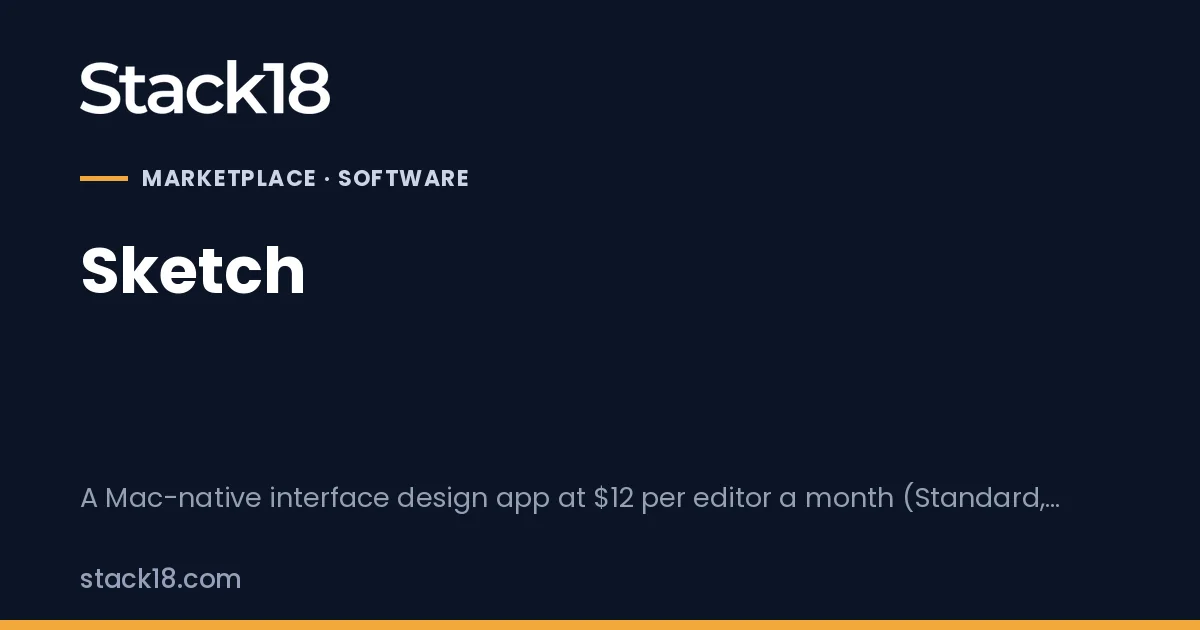 Stack18
MARKETPLACE · SOFTWARE
Sketch
A Mac-native interface design app at $12 per editor a month (Standard,...
stack18.com